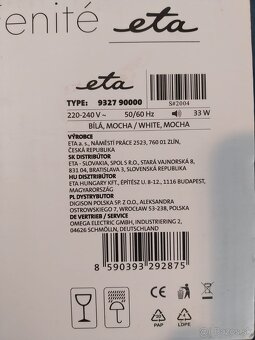 enité eta
eta
S#2004
TYPE: 9327 90000
220-240 V ~ 50/60 Hz 33 W
BÍLÁ, MOCHA / WHITE, MOCHA
VÝROBCE
ETA a. s., NÁMĚSTÍ PRÁCE 2523, 760 01 ZLÍN,
ČESKÁ REPUBLIKA
SK DISTRIBÚTOR
ETA - SLOVAKIA, SPOL S R.O., STARÁ VAJNORSKÁ 8,
831 04, BRATISLAVA 3, SLOVENSKÁ REPUBLIKA
HU DISZTRIBÚTOR
ETA HUNGARY KFT., ÉPÍTÉSZ U. 8-12., 1116 BUDAPEST,
MAGYARORSZÁG
PL DYSTRYBUTOR
DIGISON POLSKA SP. Z O.O., ALEKSANDRA
OSTROWSKIEGO 7, WROCŁAW 53-238, POLSKA
DE VERTRIEB / SERVICE
OMEGA ELECTRIC GMBH, INDUSTRIERING 2,
04626 SCHMÖLLN, DEUTSCHLAND
8 590393 292875
CE
20 PAP
4 LDPE